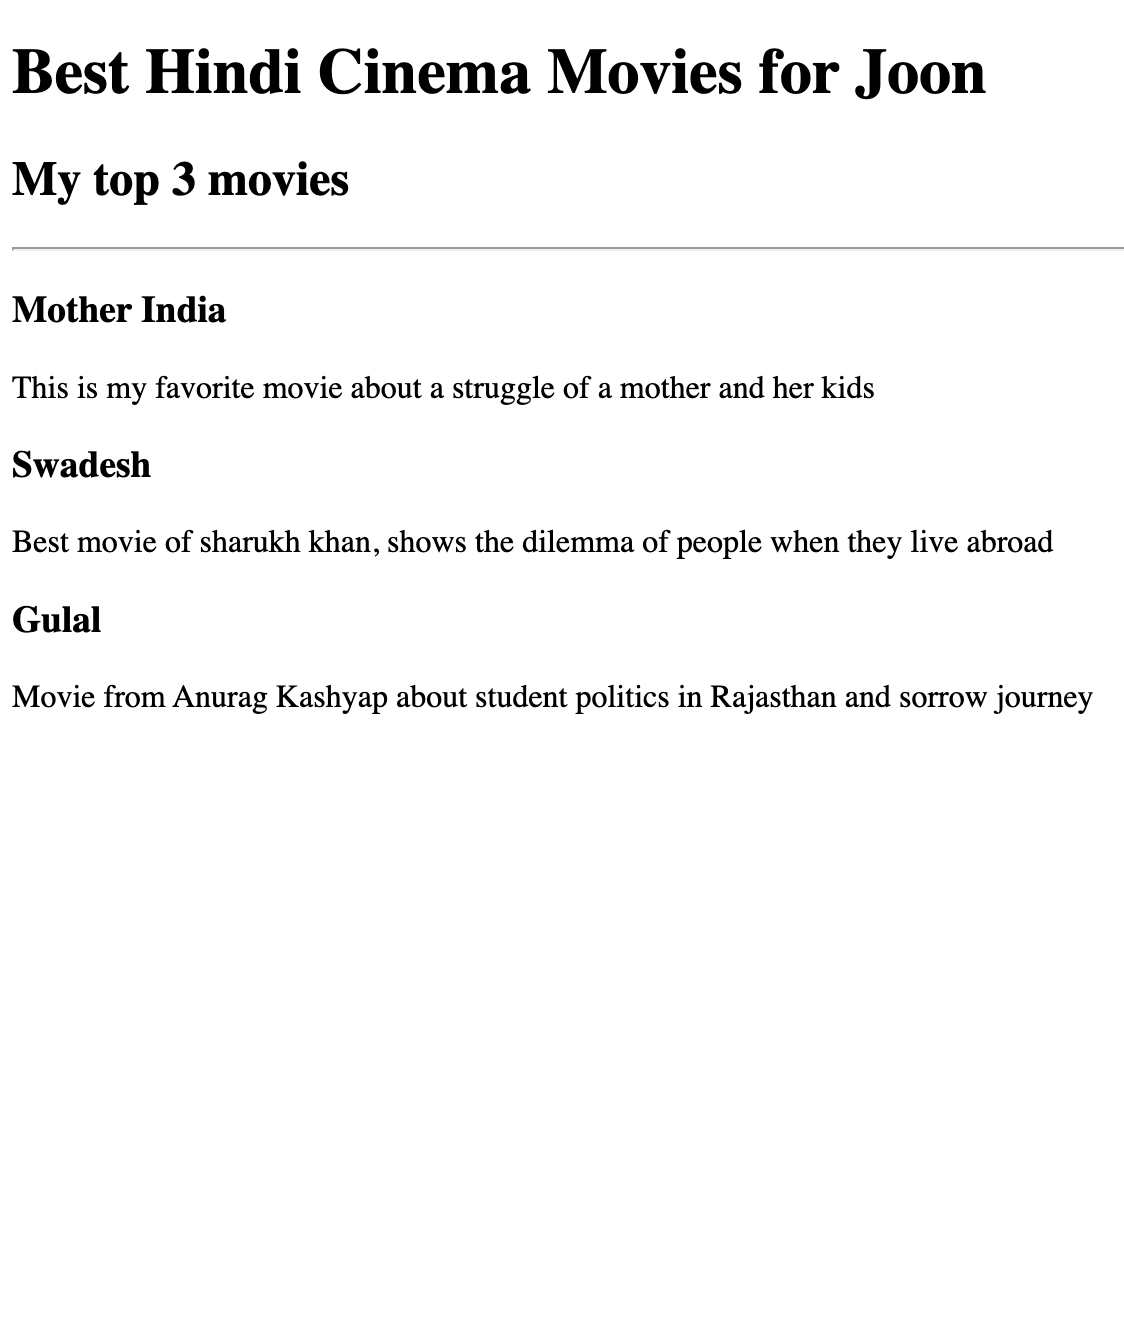 Best Hindi Cinema Movies for Joon
My top 3 movies
Mother India
This is my favorite movie about a struggle of a mother and her kids
Swadesh
Best movie of sharukh khan, shows the dilemma of people when they live abroad
Gulal
Movie from Anurag Kashyap about student politics in Rajasthan and sorrow journey